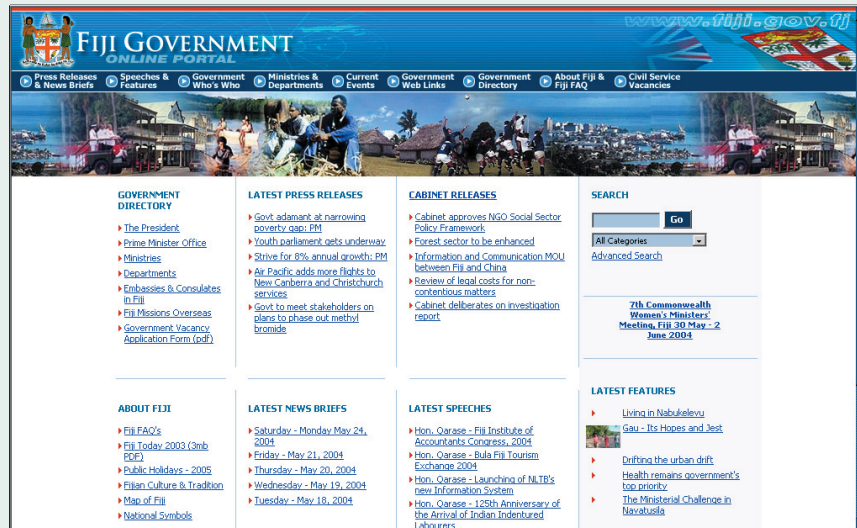 www.fiji.gov.fj
FIJI GOVERNMENT
ONLINE PORTAL
Press Releases & News Briefs
Speeches & Features
Government Who's Who
Ministries & Departments
Current Events
Government Web Links
Government Directory
About Fiji & Fiji FAQ
Civil Service Vacancies
GOVERNMENT
DIRECTORY
The President
Prime Minister Office
Ministries
Departments
Embassies & Consulates
in Fiji
Fiji Missions Overseas
Government Vacancy
Application Form (pdf)
LATEST PRESS RELEASES
Govt adamant at narrowing
poverty gap: PM
Youth parliament gets underway
Strive for 8% annual growth: PM
Air Pacific adds more flights to
New Canberra and Christchurch
services
Govt to meet stakeholders on
plans to phase out methyl
bromide
CABINET RELEASES
Cabinet approves NGO Social Sector
Policy Framework
Forest sector to be enhanced
Information and Communication MOU
between Fiji and China
Review of legal costs for non-
contentious matters
Cabinet deliberates on investigation
report
SEARCH
Go
All Categories
Advanced Search
7th Commonwealth
Women's Ministers'
Meeting, Fiji 30 May - 2
June 2004
ABOUT FIJI
Fiji FAQ's
Fiji Today 2003 (3mb
PDF)
Public Holidays - 2005
Fijian Culture & Tradition
Map of Fiji
National Symbols
LATEST NEWS BRIEFS
Saturday - Monday May 24,
2004
Friday - May 21, 2004
Thursday - May 20, 2004
Wednesday - May 19, 2004
Tuesday - May 18, 2004
LATEST SPEECHES
Hon. Qarase - Fiji Institute of
Accountants Congress, 2004
Hon. Qarase - Bula Fiji Tourism
Exchange 2004
Hon. Qarase - Launching of NLTB's
new Information System
Hon. Qarase - 125th Anniversary of
the Arrival of Indian Indentured
Labourers
LATEST FEATURES
Living in Nabukelevu
Gau - Its Hopes and Jest
Drifting the urban drift
Health remains government's
top priority
The Ministerial Challenge in
Navatusila